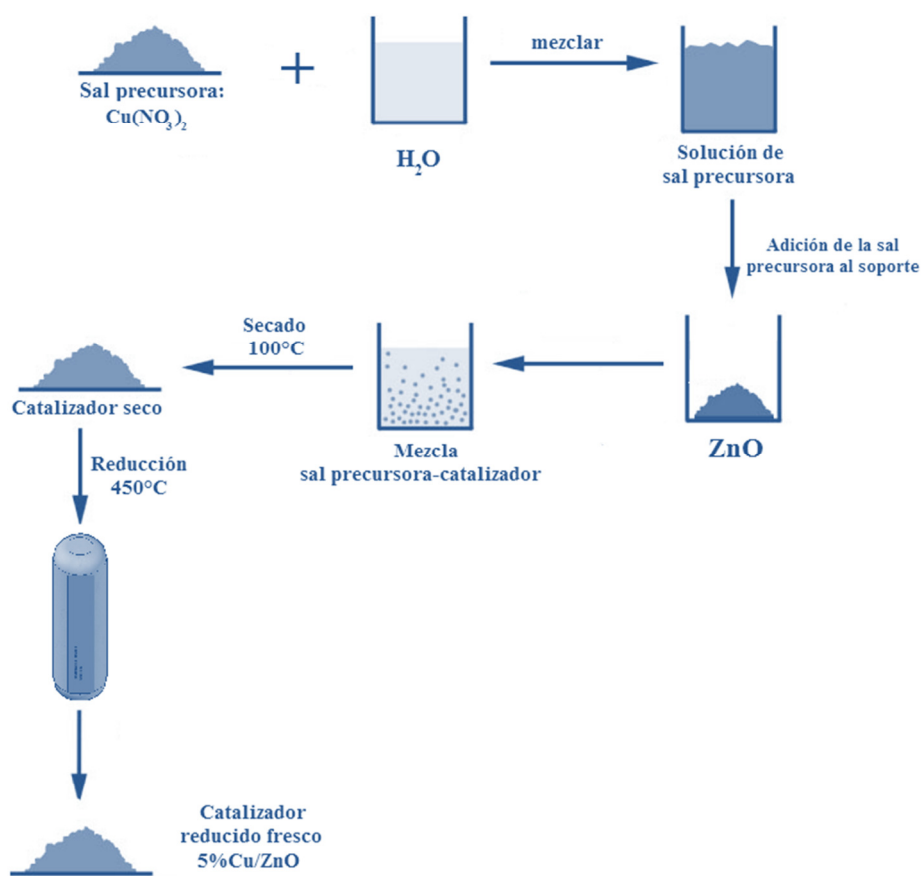 Sal precursora:
Cu(NO₃)₂
+
H₂O
mezclar
Solución de
sal precursora
Adición de la sal
precursora al soporte
ZnO
Mezcla
sal precursora-catalizador
Secado
100°C
Catalizador seco
Reducción
450°C
Catalizador
reducido fresco
5%Cu/ZnO